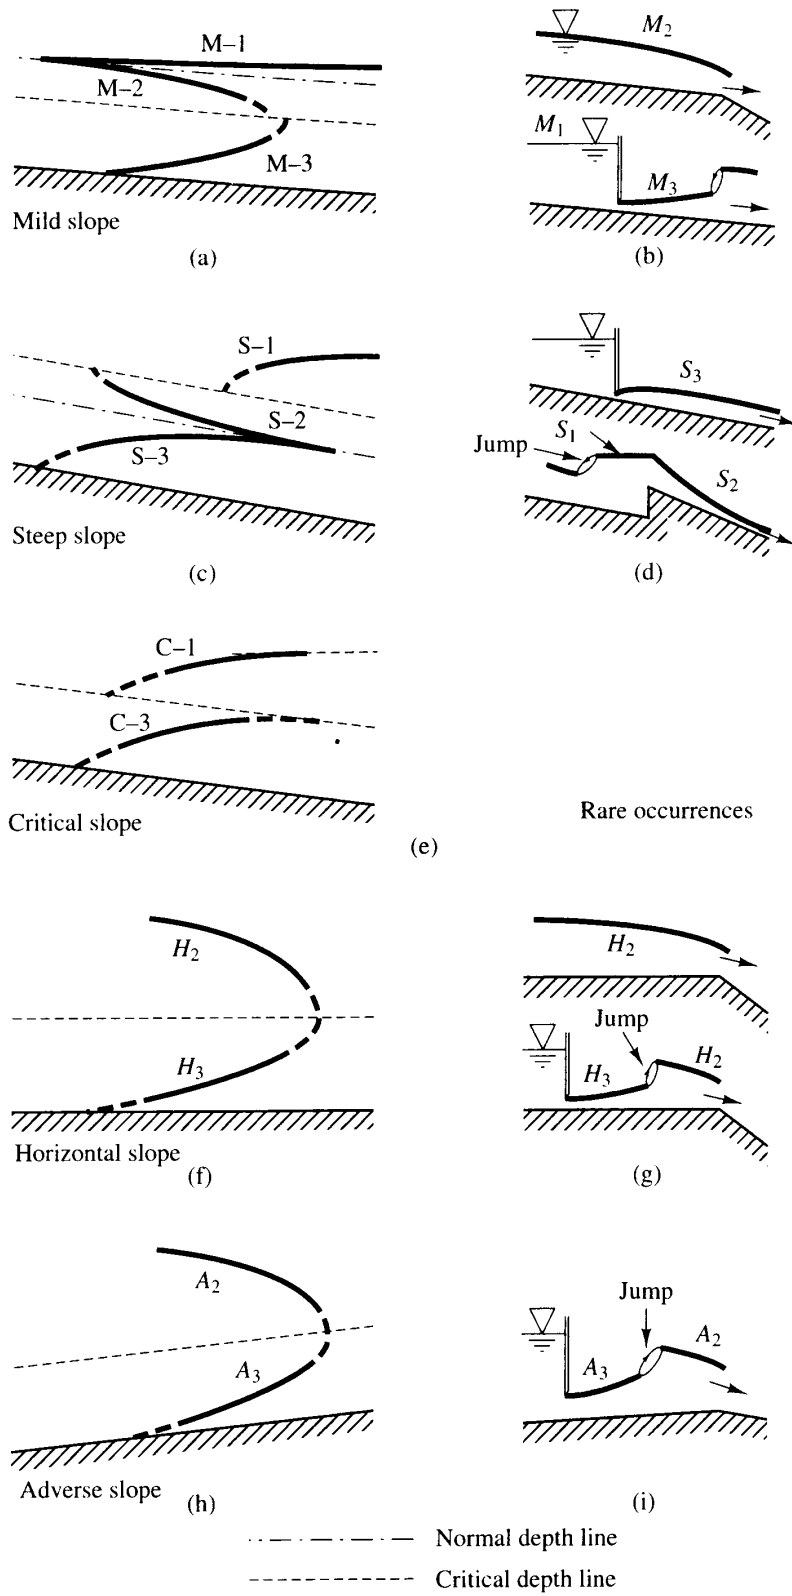 M–1
M–2
M–3
Mild slope
(a)
M₂
M₁
M₃
(b)
S–1
S–2
S–3
Steep slope
(c)
S₃
Jump
S₁
S₂
(d)
C–1
C–3
Critical slope
Rare occurrences
(e)
H₂
H₃
Horizontal slope
(f)
H₂
Jump
H₃
H₂
(g)
A₂
A₃
Adverse slope
(h)
Jump
A₃
A₂
(i)
Normal depth line
Critical depth line